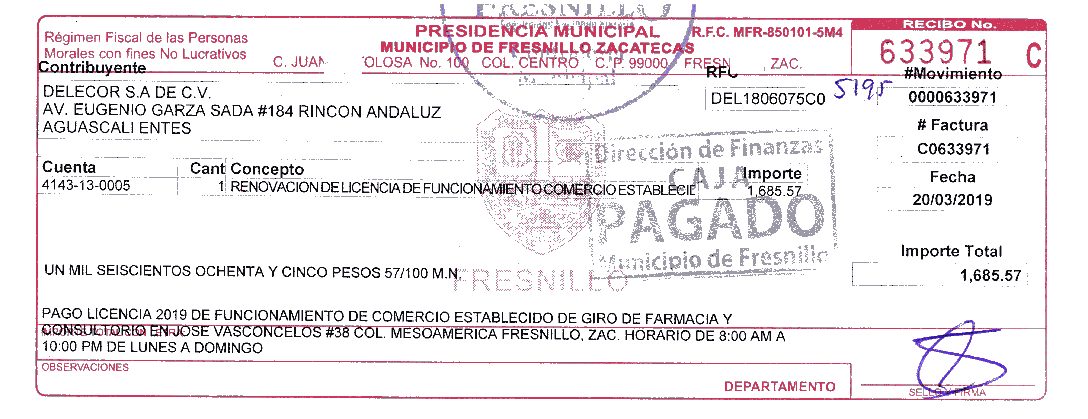 FRESNILLO
Régimen Fiscal de las Personas
Morales con fines No Lucrativos
PRESIDENCIA MUNICIPAL
MUNICIPIO DE FRESNILLO ZACATECAS
R.F.C. MFR-850101-5M4
C. JUAN TOLOSA No. 100 COL. CENTRO C.P. 99000 FRESN ZAC.
RECIBO No.
633971 C
Contribuyente
RFC
#Movimiento
DELECOR S.A DE C.V.
DEL1806075C0
5195
0000633971
AV. EUGENIO GARZA SADA #184 RINCON ANDALUZ
AGUASCALIENTES
# Factura
C0633971
Dirección de Finanzas
CAJA
PAGADO
Municipio de Fresnillo
Cuenta Cant Concepto Importe
4143-13-0005 1 RENOVACION DE LICENCIA DE FUNCIONAMIENTO COMERCIO ESTABLECID 1,685.57
Fecha
20/03/2019
Importe Total
1,685.57
UN MIL SEISCIENTOS OCHENTA Y CINCO PESOS 57/100 M.N.
FRESNILLO
PAGO LICENCIA 2019 DE FUNCIONAMIENTO DE COMERCIO ESTABLECIDO DE GIRO DE FARMACIA Y
CONSULTORIO EN JOSE VASCONCELOS #38 COL. MESOAMERICA FRESNILLO, ZAC. HORARIO DE 8:00 AM A
10:00 PM DE LUNES A DOMINGO
OBSERVACIONES
DEPARTAMENTO
SELLO Y FIRMA